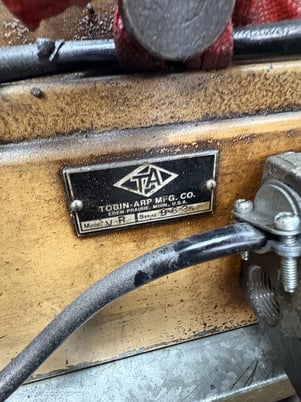 TA
TOBIN-ARP MFG. CO.
EDEN PRAIRIE, MINN., U.S.A.
MODEL V-R SERIAL